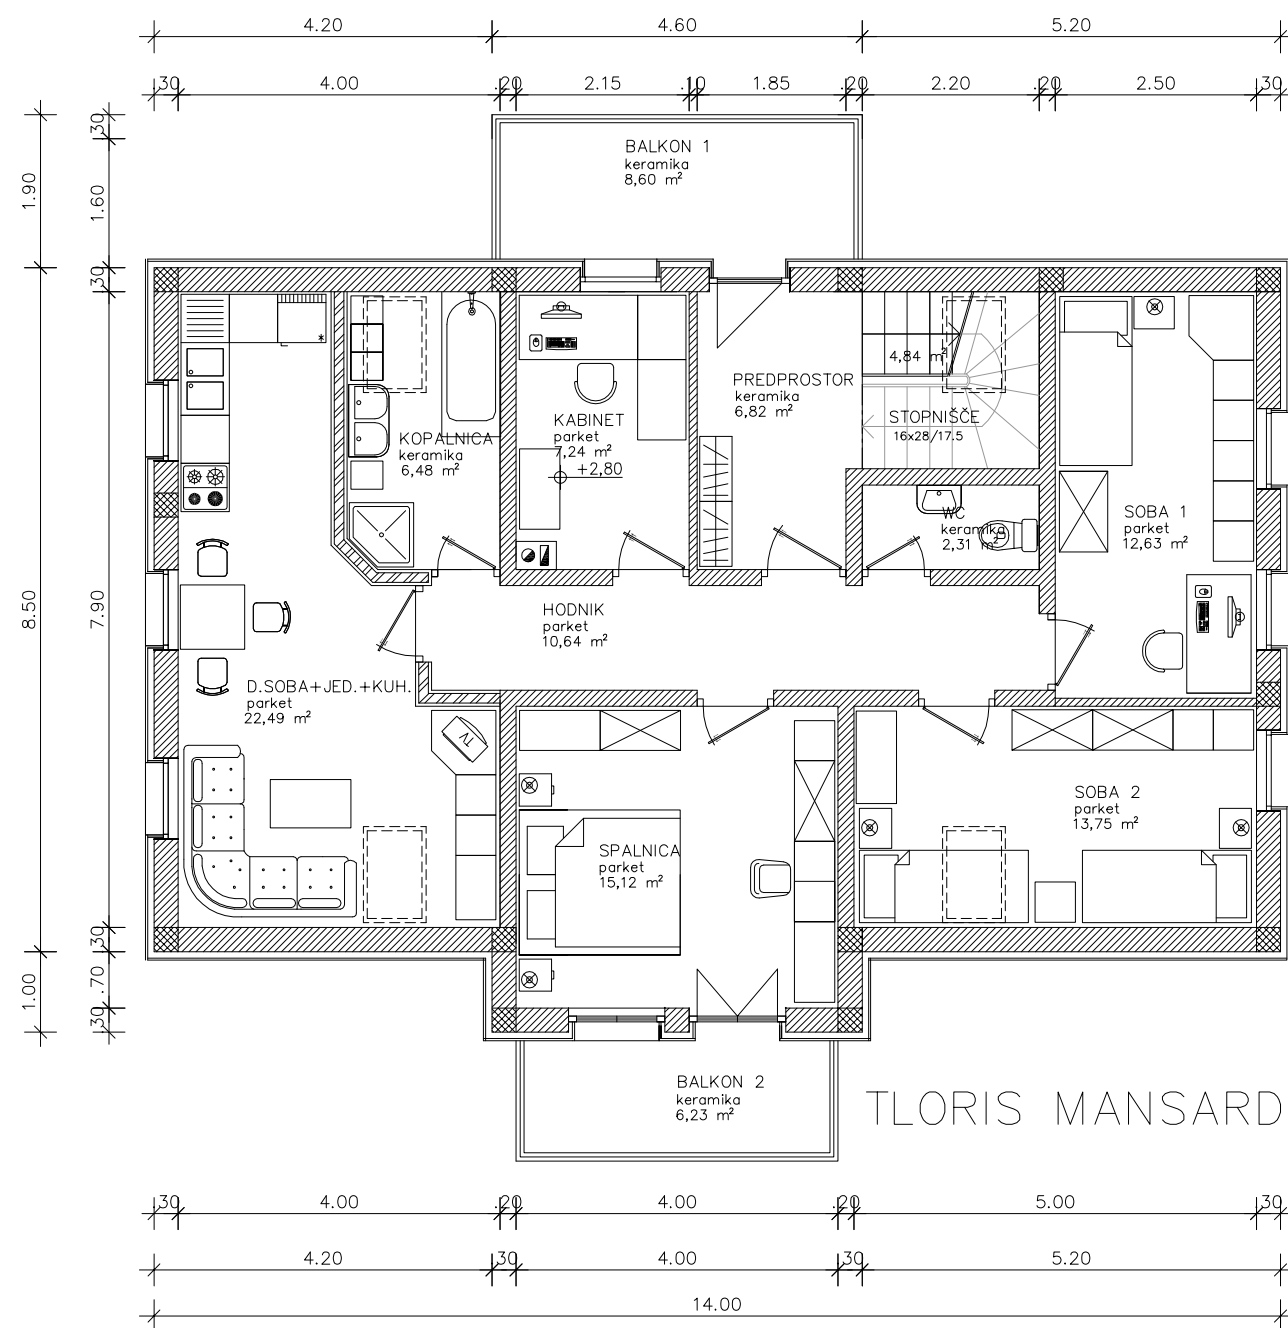 4.20 4.60 5.20
.30 4.00 .20 2.15 .10 1.85 .20 2.20 .20 2.50 .30
1.90
8.50
1.00
.30
1.60
.30
7.90
.30
.70
.30
BALKON 1
keramika
8,60 m²
4,84 m²
STOPNIŠČE
16x28/17.5
PREDPROSTOR
keramika
6,82 m²
KABINET
parket
7,24 m²
+2,80
KOPALNICA
keramika
6,48 m²
WC
keramika
2,31 m²
SOBA 1
parket
12,63 m²
HODNIK
parket
10,64 m²
D.SOBA+JED.+KUH.
parket
22,49 m²
TV
SPALNICA
parket
15,12 m²
SOBA 2
parket
13,75 m²
BALKON 2
keramika
6,23 m²
TLORIS MANSARD
.30 4.00 .20 4.00 .20 5.00 .30
4.20 .30 4.00 .30 5.20
14.00